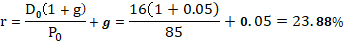 r = D₀(1 + g)/P₀ + g = 16(1 + 0.05)/85 + 0.05 = 23.88%